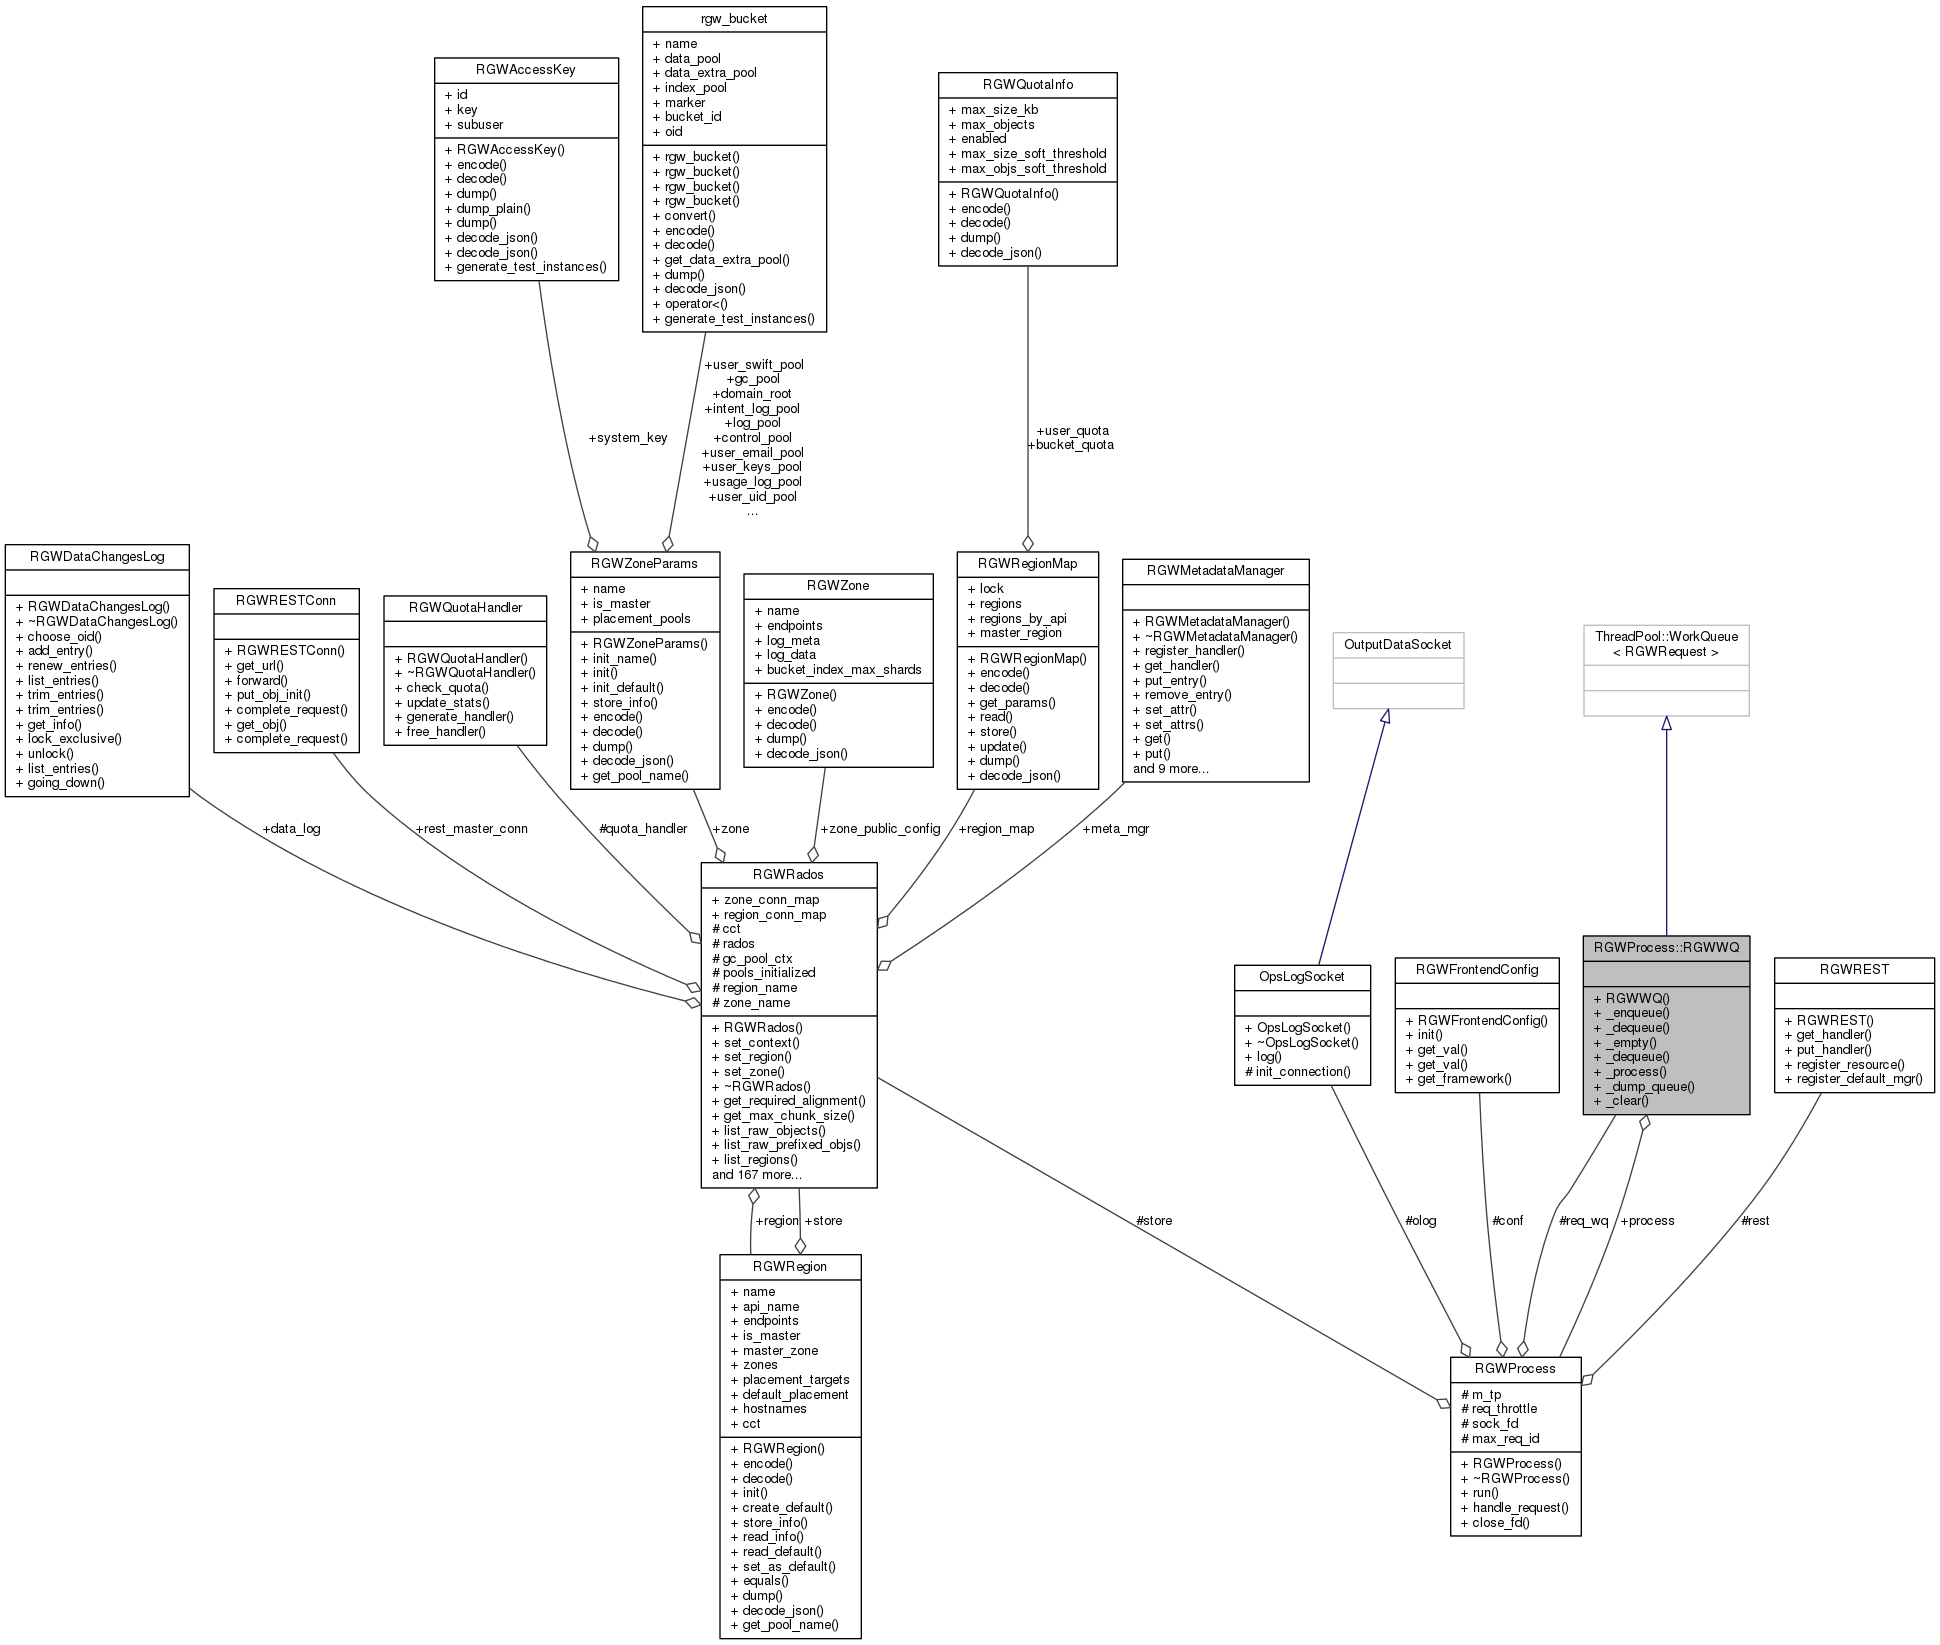 rgw_bucket
+ name
+ data_pool
+ data_extra_pool
+ index_pool
+ marker
+ bucket_id
+ oid
+ rgw_bucket()
+ rgw_bucket()
+ rgw_bucket()
+ rgw_bucket()
+ convert()
+ encode()
+ decode()
+ get_data_extra_pool()
+ dump()
+ decode_json()
+ operator<()
+ generate_test_instances()
RGWAccessKey
+ id
+ key
+ subuser
+ RGWAccessKey()
+ encode()
+ decode()
+ dump()
+ dump_plain()
+ dump()
+ decode_json()
+ decode_json()
+ generate_test_instances()
RGWQuotaInfo
+ max_size_kb
+ max_objects
+ enabled
+ max_size_soft_threshold
+ max_objs_soft_threshold
+ RGWQuotaInfo()
+ encode()
+ decode()
+ dump()
+ decode_json()
+system_key
+user_swift_pool
+gc_pool
+domain_root
+intent_log_pool
+log_pool
+control_pool
+user_email_pool
+user_keys_pool
+usage_log_pool
+user_uid_pool
...
+user_quota
+bucket_quota
RGWDataChangesLog
+ RGWDataChangesLog()
+ ~RGWDataChangesLog()
+ choose_oid()
+ add_entry()
+ renew_entries()
+ list_entries()
+ trim_entries()
+ trim_entries()
+ get_info()
+ lock_exclusive()
+ unlock()
+ list_entries()
+ going_down()
RGWRESTConn
+ RGWRESTConn()
+ get_url()
+ forward()
+ put_obj_init()
+ complete_request()
+ get_obj()
+ complete_request()
RGWQuotaHandler
+ RGWQuotaHandler()
+ ~RGWQuotaHandler()
+ check_quota()
+ update_stats()
+ generate_handler()
+ free_handler()
RGWZoneParams
+ name
+ is_master
+ placement_pools
+ RGWZoneParams()
+ init_name()
+ init()
+ init_default()
+ store_info()
+ encode()
+ decode()
+ dump()
+ decode_json()
+ get_pool_name()
RGWZone
+ name
+ endpoints
+ log_meta
+ log_data
+ bucket_index_max_shards
+ RGWZone()
+ encode()
+ decode()
+ dump()
+ decode_json()
RGWRegionMap
+ lock
+ regions
+ regions_by_api
+ master_region
+ RGWRegionMap()
+ encode()
+ decode()
+ get_params()
+ read()
+ store()
+ update()
+ dump()
+ decode_json()
RGWMetadataManager
+ RGWMetadataManager()
+ ~RGWMetadataManager()
+ register_handler()
+ get_handler()
+ put_entry()
+ remove_entry()
+ set_attr()
+ set_attrs()
+ get()
+ put()
and 9 more...
OutputDataSocket
ThreadPool::WorkQueue
< RGWRequest >
+data_log
+rest_master_conn
#quota_handler
+zone
+zone_public_config
+region_map
+meta_mgr
RGWRados
+ zone_conn_map
+ region_conn_map
# cct
# rados
# gc_pool_ctx
# pools_initialized
# region_name
# zone_name
+ RGWRados()
+ set_context()
+ set_region()
+ set_zone()
+ ~RGWRados()
+ get_required_alignment()
+ get_max_chunk_size()
+ list_raw_objects()
+ list_raw_prefixed_objs()
+ list_regions()
and 167 more...
OpsLogSocket
+ OpsLogSocket()
+ ~OpsLogSocket()
+ log()
# init_connection()
RGWFrontendConfig
+ RGWFrontendConfig()
+ init()
+ get_val()
+ get_val()
+ get_framework()
RGWProcess::RGWWQ
+ RGWWQ()
+ _enqueue()
+ _dequeue()
+ _empty()
+ _dequeue()
+ _process()
+ _dump_queue()
+ _clear()
RGWREST
+ RGWREST()
+ get_handler()
+ put_handler()
+ register_resource()
+ register_default_mgr()
+region
+store
#store
#olog
#conf
#req_wq
+process
#rest
RGWRegion
+ name
+ api_name
+ endpoints
+ is_master
+ master_zone
+ zones
+ placement_targets
+ default_placement
+ hostnames
+ cct
+ RGWRegion()
+ encode()
+ decode()
+ init()
+ create_default()
+ store_info()
+ read_info()
+ read_default()
+ set_as_default()
+ equals()
+ dump()
+ decode_json()
+ get_pool_name()
RGWProcess
# m_tp
# req_throttle
# sock_fd
# max_req_id
+ RGWProcess()
+ ~RGWProcess()
+ run()
+ handle_request()
+ close_fd()